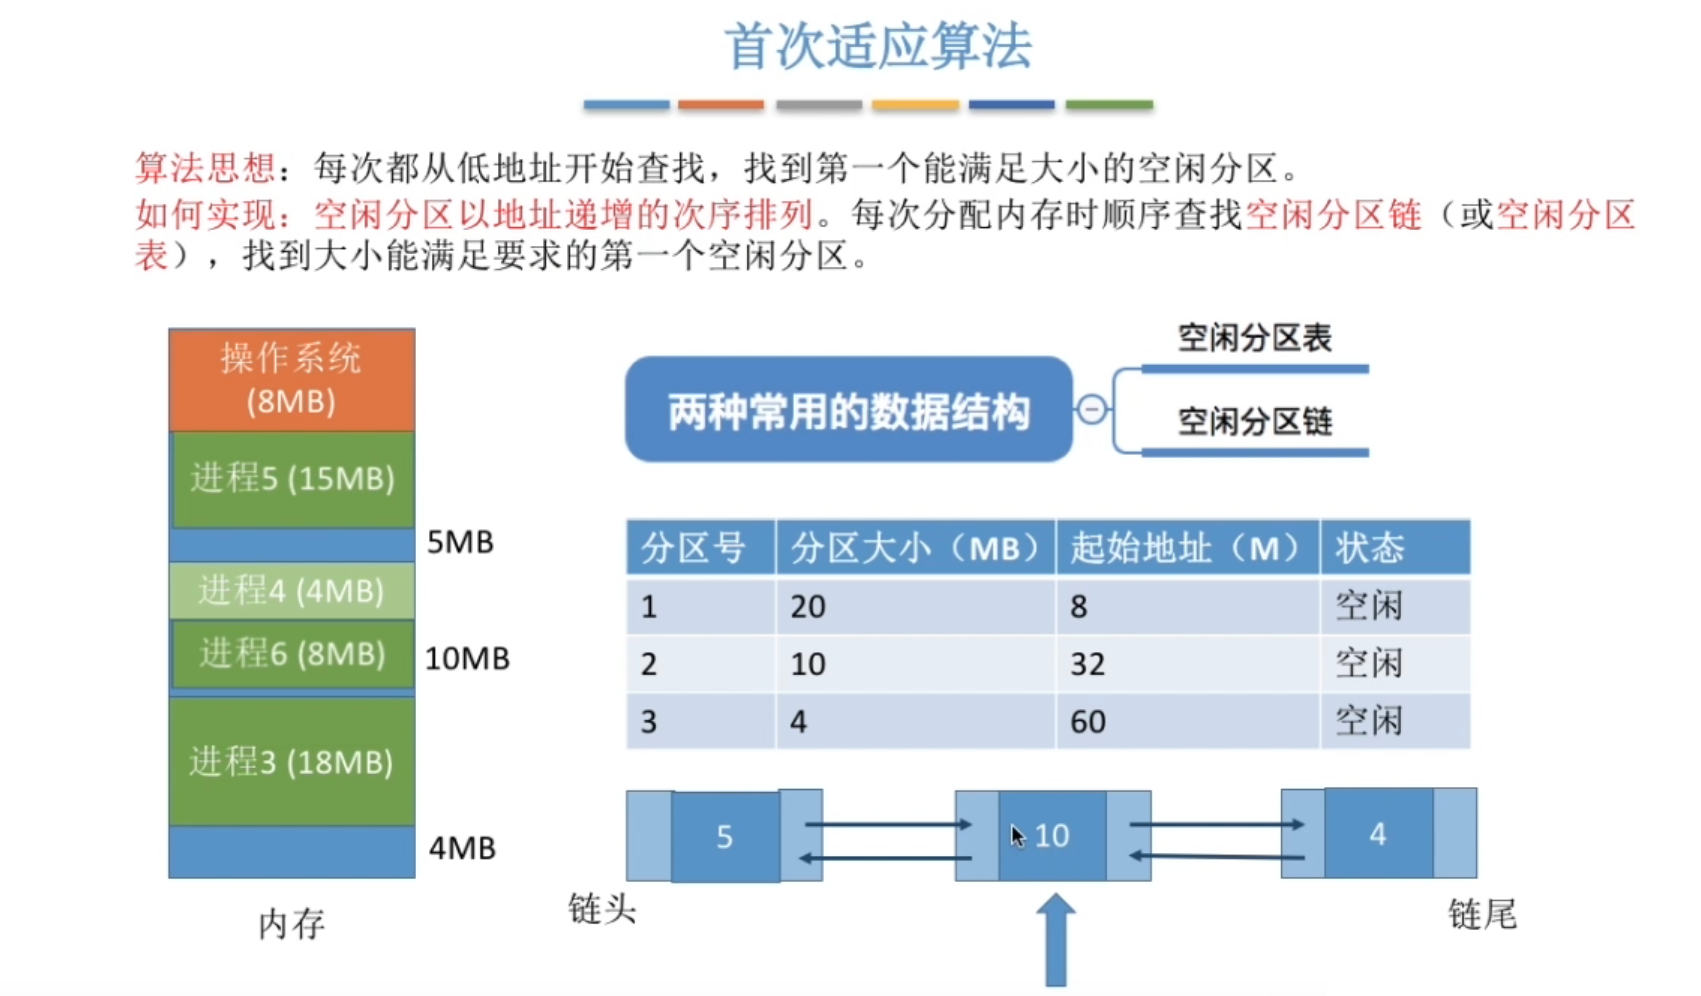 首次适应算法
算法思想：每次都从低地址开始查找，找到第一个能满足大小的空闲分区。
如何实现：空闲分区以地址递增的次序排列。每次分配内存时顺序查找空闲分区链（或空闲分区
表），找到大小能满足要求的第一个空闲分区。
操作系统
(8MB)
进程5 (15MB)
5MB
进程4 (4MB)
进程6 (8MB)
10MB
进程3 (18MB)
4MB
内存
两种常用的数据结构
空闲分区表
空闲分区链
分区号 分区大小（MB） 起始地址（M） 状态
1 20 8 空闲
2 10 32 空闲
3 4 60 空闲
5 10 4
链头 链尾